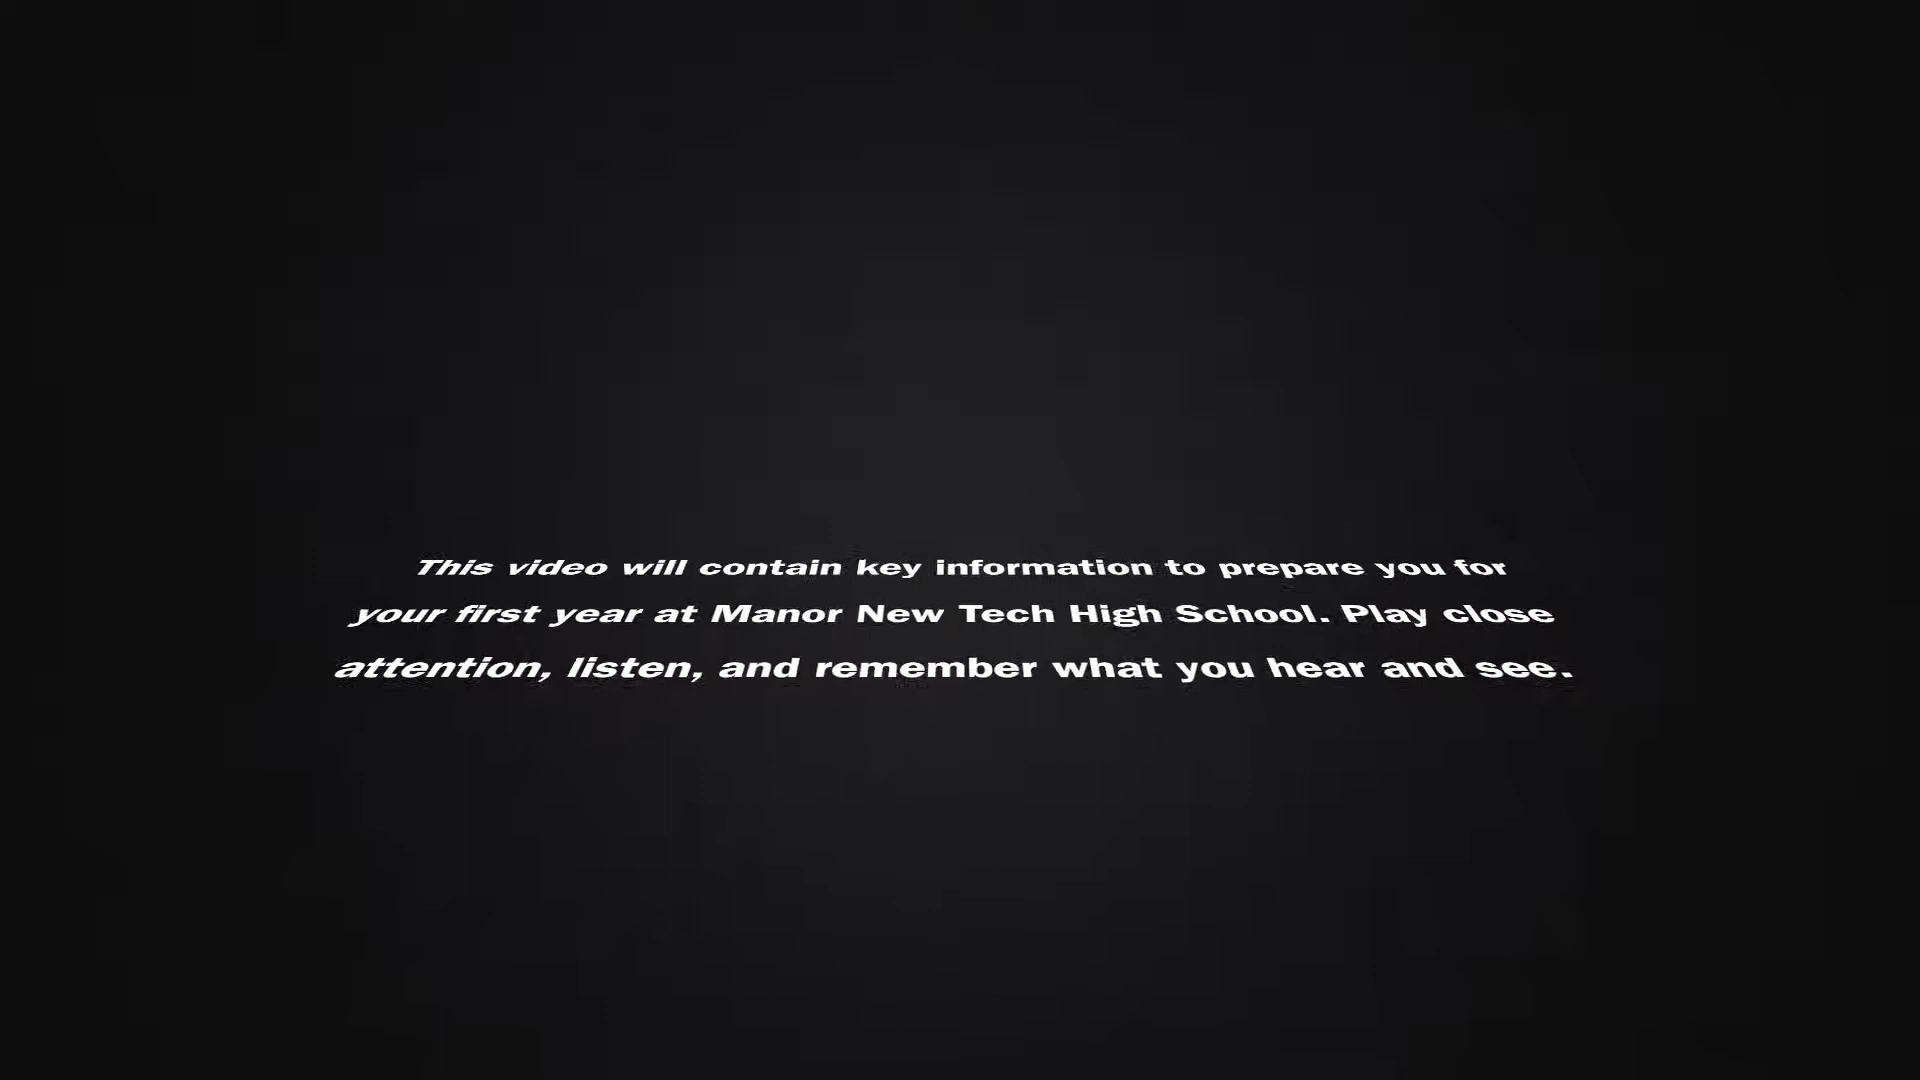 This video will contain key information to prepare you for
your first year at Manor New Tech High School. Play close
attention, listen, and remember what you hear and see.